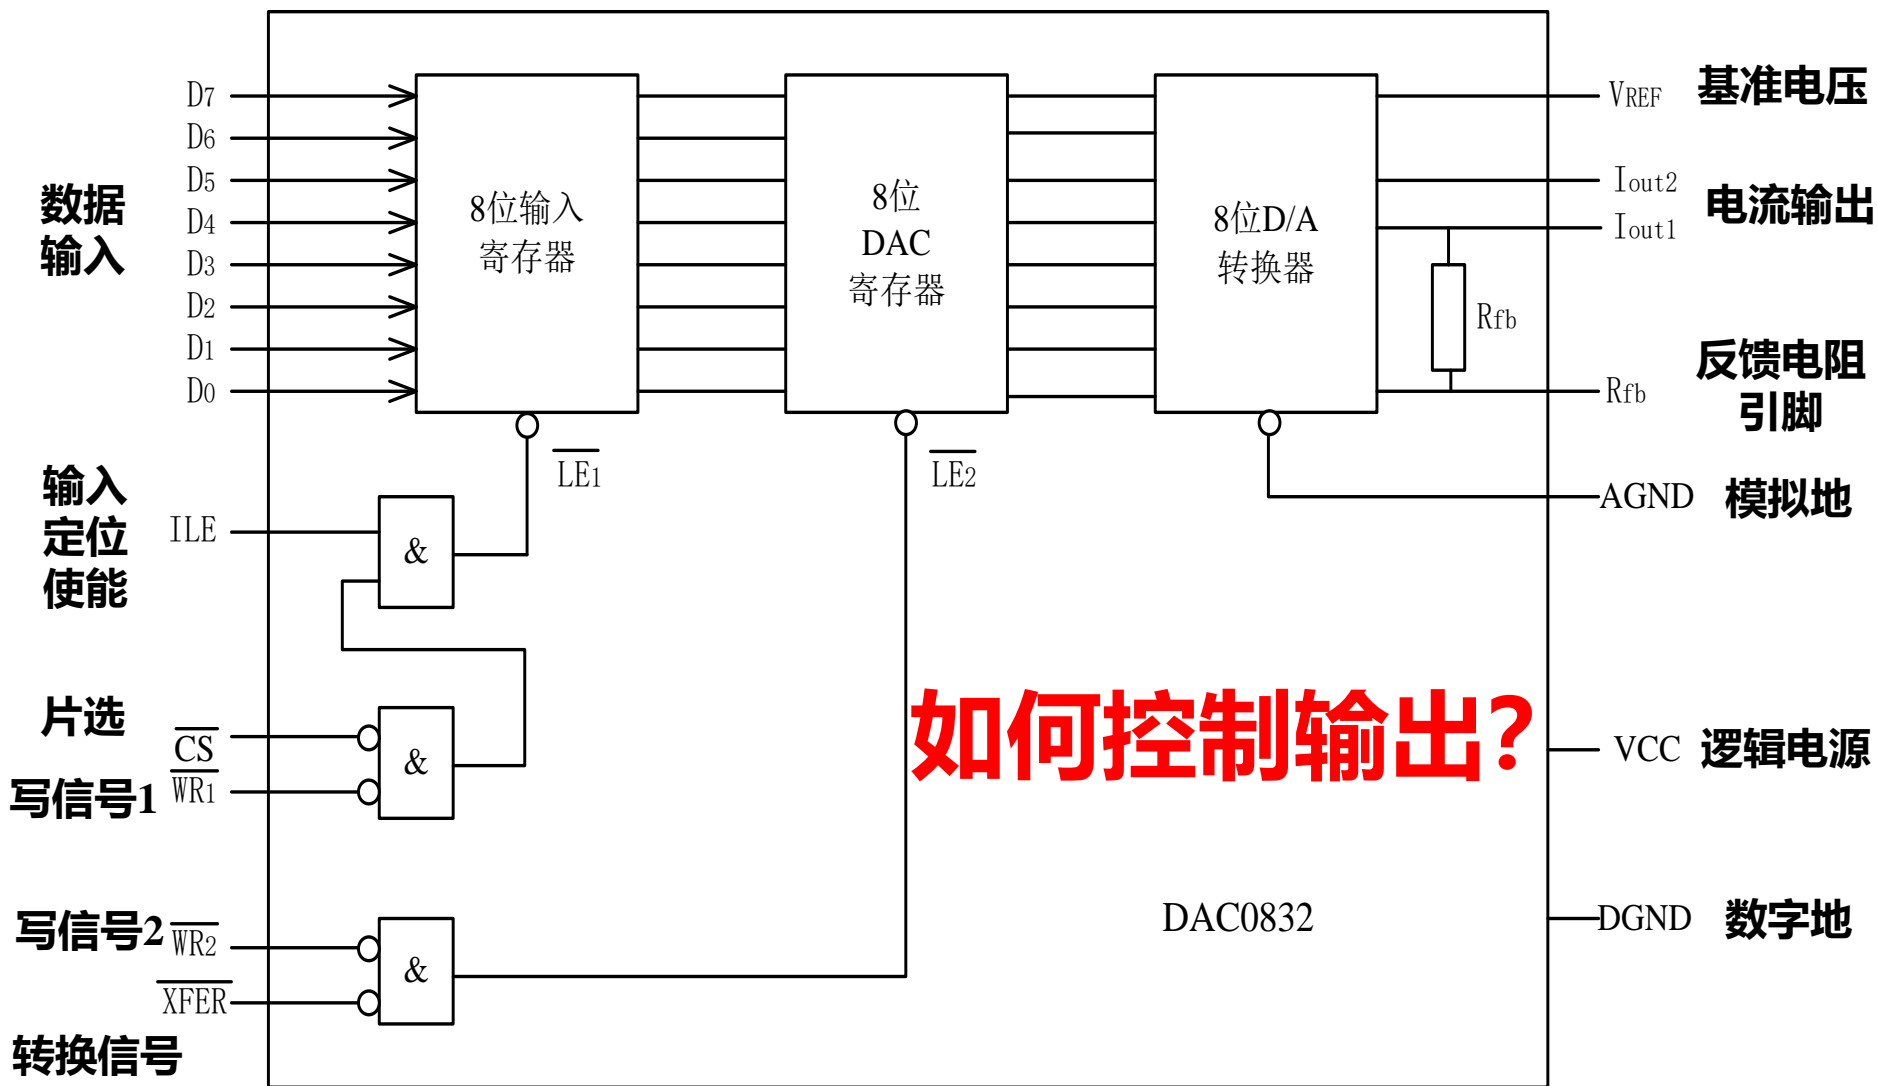 D7
D6
D5
D4
D3
D2
D1
D0
数据
输入
8位输入
寄存器
8位
DAC
寄存器
8位D/A
转换器
VREF
基准电压
Iout2
Iout1
电流输出
Rfb
Rfb
反馈电阻
引脚
LE1
LE2
AGND
模拟地
输入
定位
使能
ILE
&
片选
CS
写信号1
WR1
&
如何控制输出?
VCC
逻辑电源
写信号2
WR2
XFER
转换信号
&
DAC0832
DGND
数字地